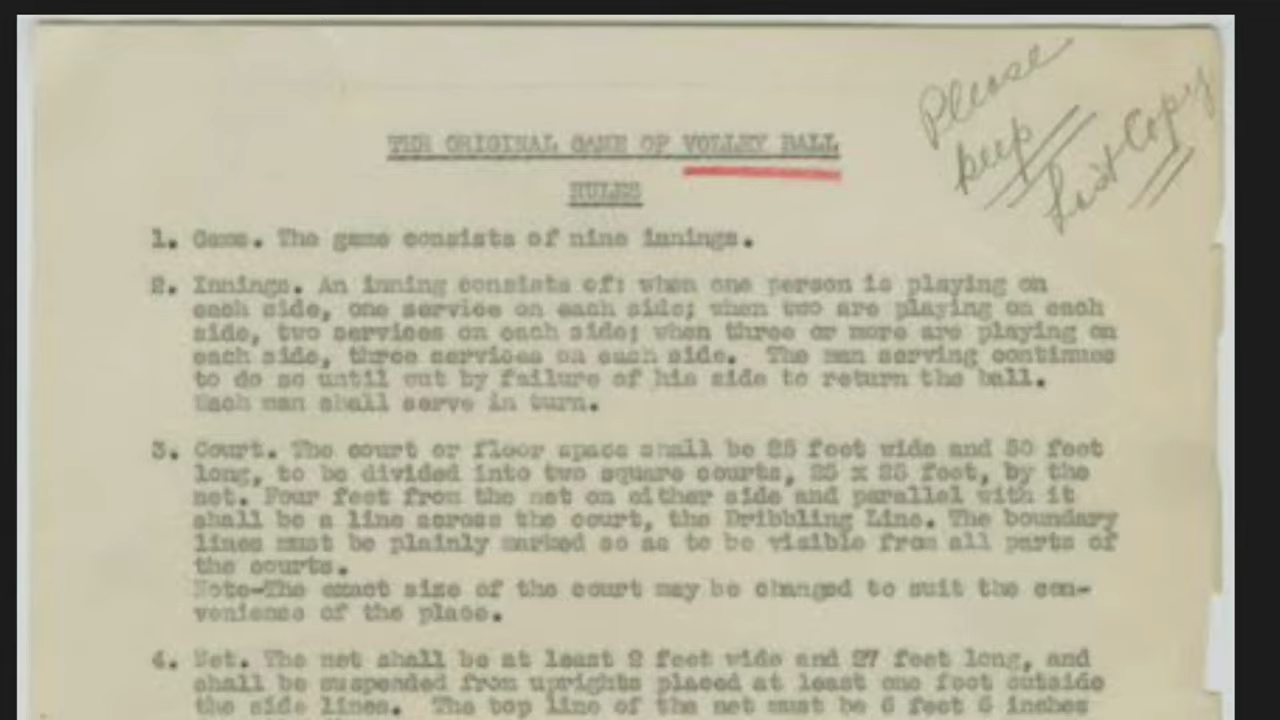 Please
keep
Last Copy
THE ORIGINAL GAME OF VOLLEY BALL
RULES
1. Game. The game consists of nine innings.
2. Innings. An inning consists of: when one person is playing on
each side, one service on each side; when two are playing on each
side, two services on each side; when three or more are playing on
each side, three services on each side. The man serving continues
to do so until out by failure of his side to return the ball.
Each man shall serve in turn.
3. Court. The court or floor space shall be 25 feet wide and 50 feet
long, to be divided into two square courts, 25 x 25 feet, by the
net. Four feet from the net on either side and parallel with it
shall be a line across the court, the Dribbling Line. The boundary
lines must be plainly marked so as to be visible from all parts of
the courts.
Note-The exact size of the court may be changed to suit the con-
venience of the place.
4. Net. The net shall be at least 2 feet wide and 27 feet long, and
shall be suspended from uprights placed at least one foot outside
the side lines. The top line of the net must be 6 feet 6 inches